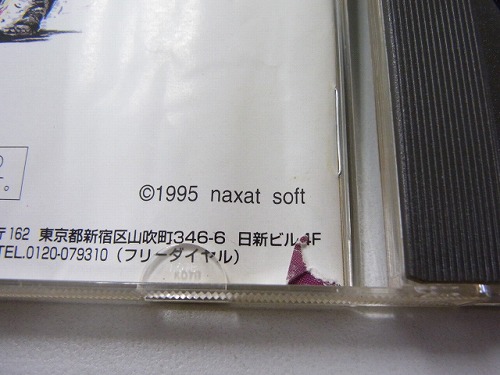 の
。
©1995 naxat soft
〒162 東京都新宿区山吹町346-6 日新ビル4F
TEL.0120-079310 (フリーダイヤル)